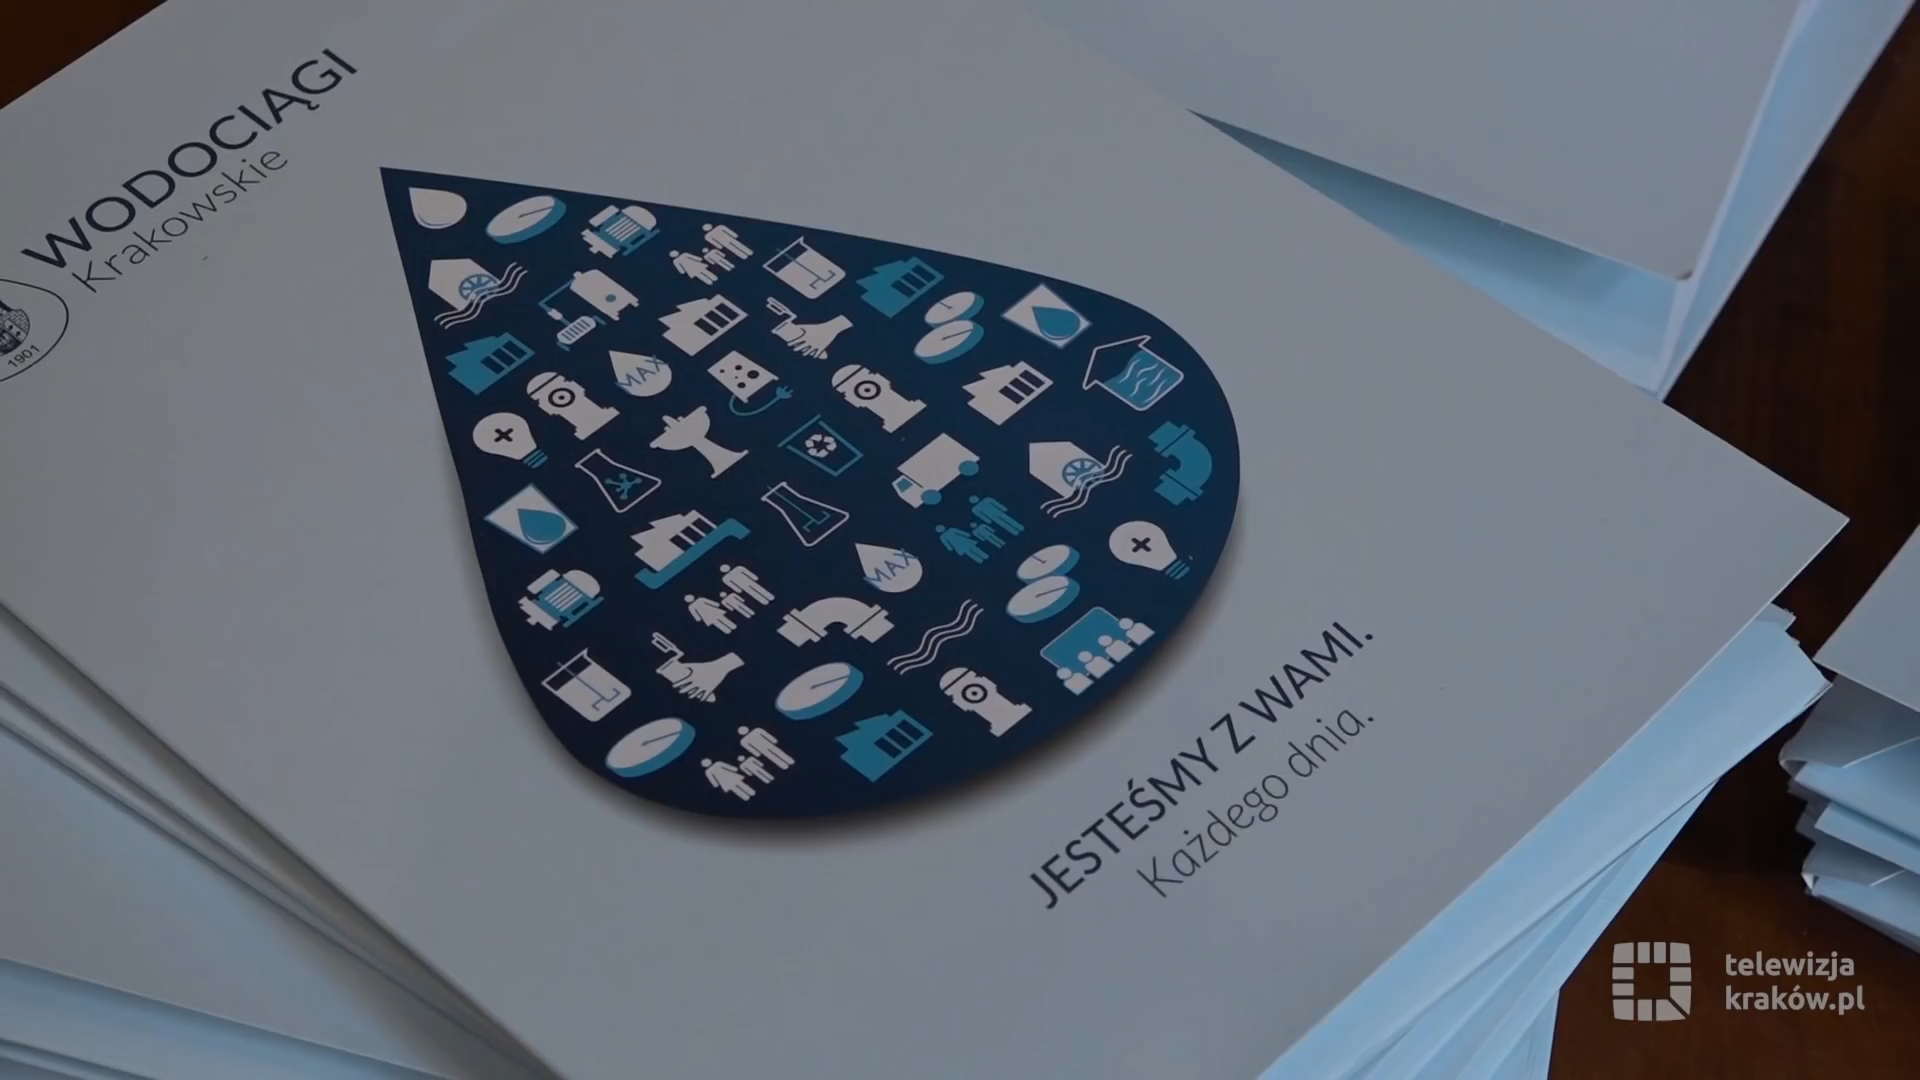 WODOCIĄGI
Krakowskie
1901
MAX
MAX
JESTEŚMY Z WAMI.
Każdego dnia.
telewizja
kraków.pl